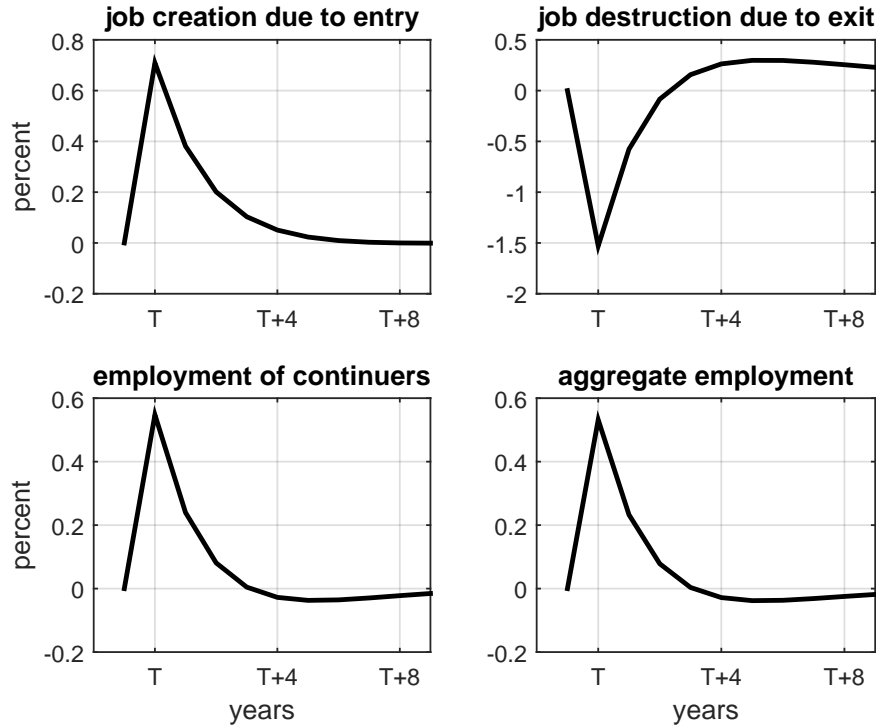 job creation due to entry
0.8
0.6
0.4
0.2
0
-0.2
percent
T
T+4
T+8
job destruction due to exit
0.5
0
-0.5
-1
-1.5
-2
T
T+4
T+8
employment of continuers
0.6
0.4
0.2
0
-0.2
percent
T
T+4
T+8
years
aggregate employment
0.6
0.4
0.2
0
-0.2
T
T+4
T+8
years